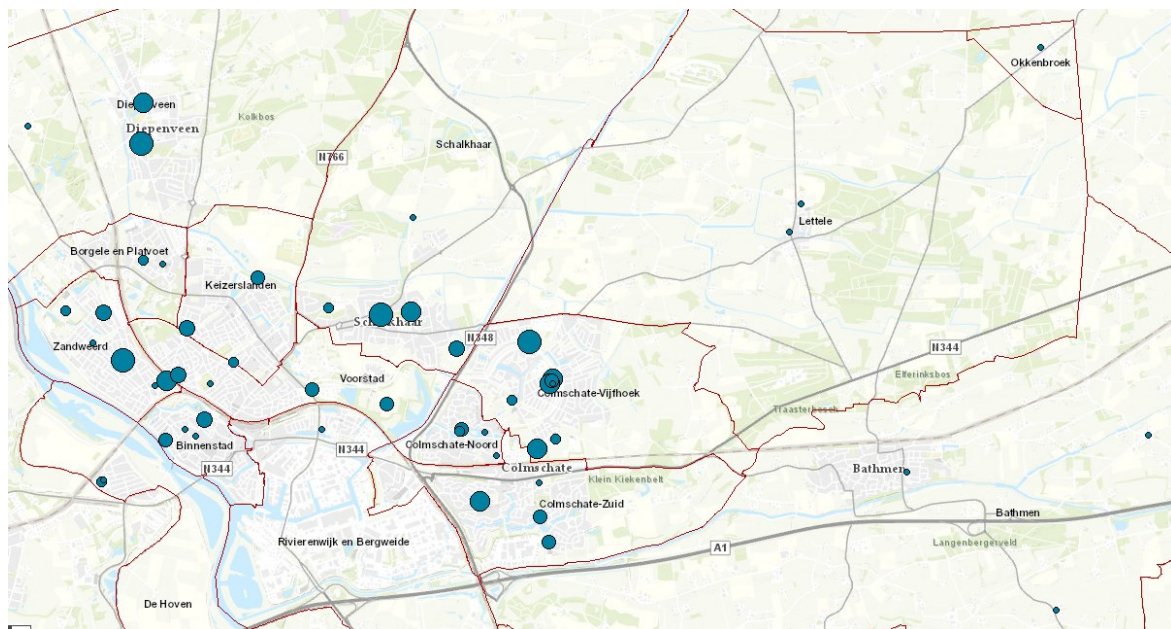 Okkenbroek
Diepenveen
Diepenveen
Kolkbos
Schalkhaar
N766
Lettele
Borgele en Platvoet
Keizerslanden
Schalkhaar
N348
Zandweerd
N344
Voorstad
Elferinksbos
Colmschate-Vijfhoek
Traasterbosch
Binnenstad
N344
Colmschate-Noord
N344
Colmschate
Bathmen
Klein Kiekenbelt
Colmschate-Zuid
Bathmen
Rivierenwijk en Bergweide
A1
Langenbergersveld
De Hoven